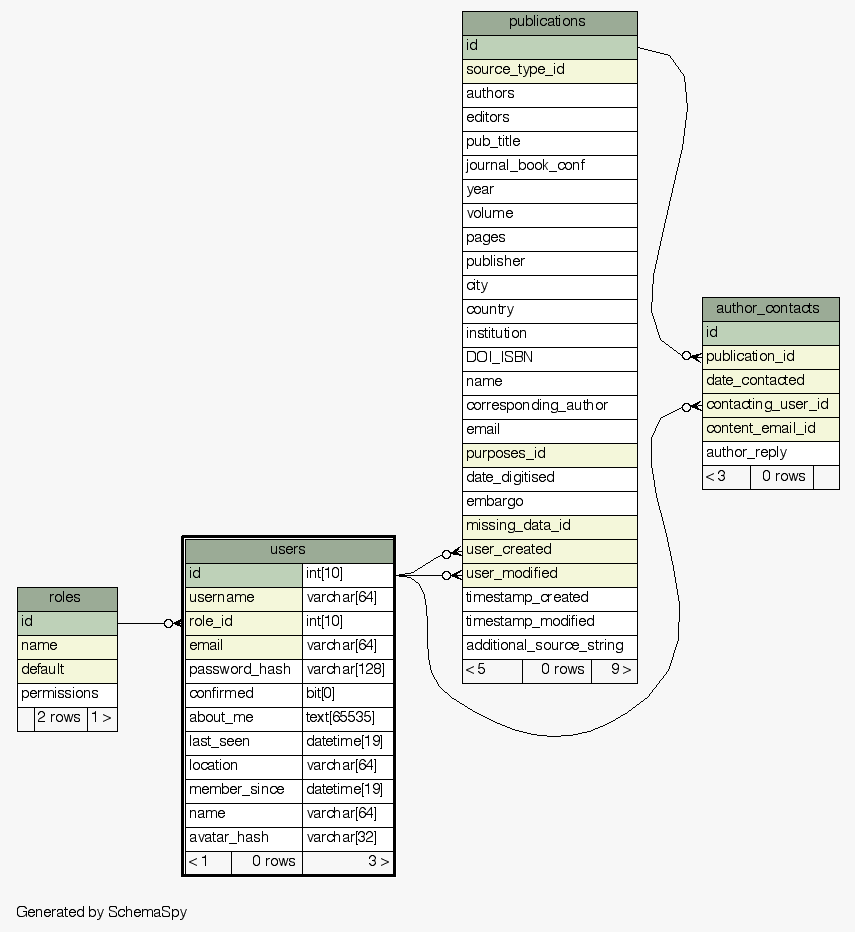 publications
id
source_type_id
authors
editors
pub_title
journal_book_conf
year
volume
pages
publisher
city
country
institution
DOI_ISBN
name
corresponding_author
email
purposes_id
date_digitised
embargo
missing_data_id
user_created
user_modified
timestamp_created
timestamp_modified
additional_source_string
< 5 0 rows 9 >
author_contacts
id
publication_id
date_contacted
contacting_user_id
content_email_id
author_reply
< 3 0 rows
users
id int[10]
username varchar[64]
role_id int[10]
email varchar[64]
password_hash varchar[128]
confirmed bit[0]
about_me text[65535]
last_seen datetime[19]
location varchar[64]
member_since datetime[19]
name varchar[64]
avatar_hash varchar[32]
< 1 0 rows 3 >
roles
id
name
default
permissions
2 rows 1 >
Generated by SchemaSpy